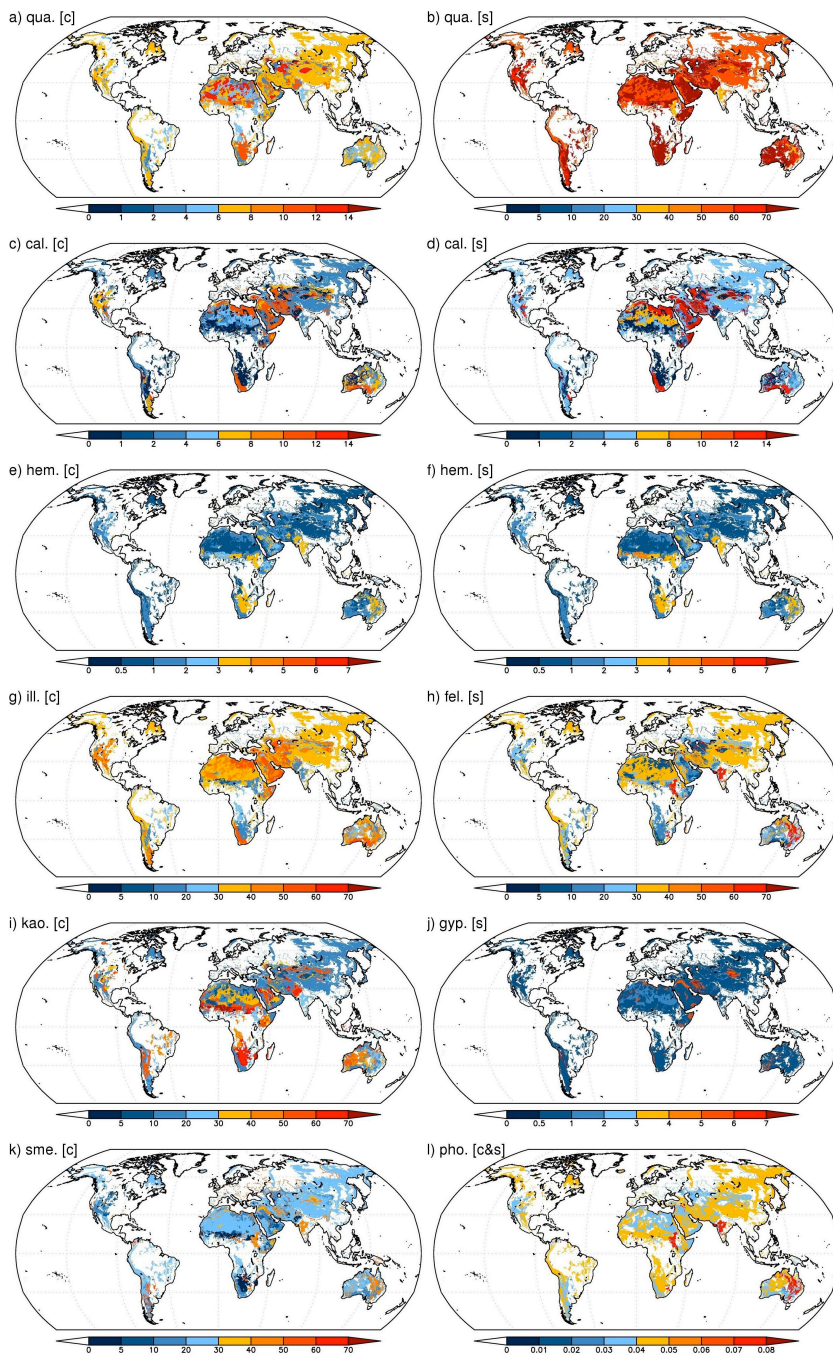 a) qua. [c]
b) qua. [s]
0 1 2 4 6 8 10 12 14
0 5 10 20 30 40 50 60 70
c) cal. [c]
d) cal. [s]
0 1 2 4 6 8 10 12 14
0 1 2 4 6 8 10 12 14
e) hem. [c]
f) hem. [s]
0 0.5 1 2 3 4 5 6 7
0 0.5 1 2 3 4 5 6 7
g) ill. [c]
h) fel. [s]
0 5 10 20 30 40 50 60 70
0 5 10 20 30 40 50 60 70
i) kao. [c]
j) gyp. [s]
0 5 10 20 30 40 50 60 70
0 0.5 1 2 3 4 5 6 7
k) sme. [c]
l) pho. [c&s]
0 5 10 20 30 40 50 60 70
0 0.01 0.02 0.03 0.04 0.05 0.06 0.07 0.08